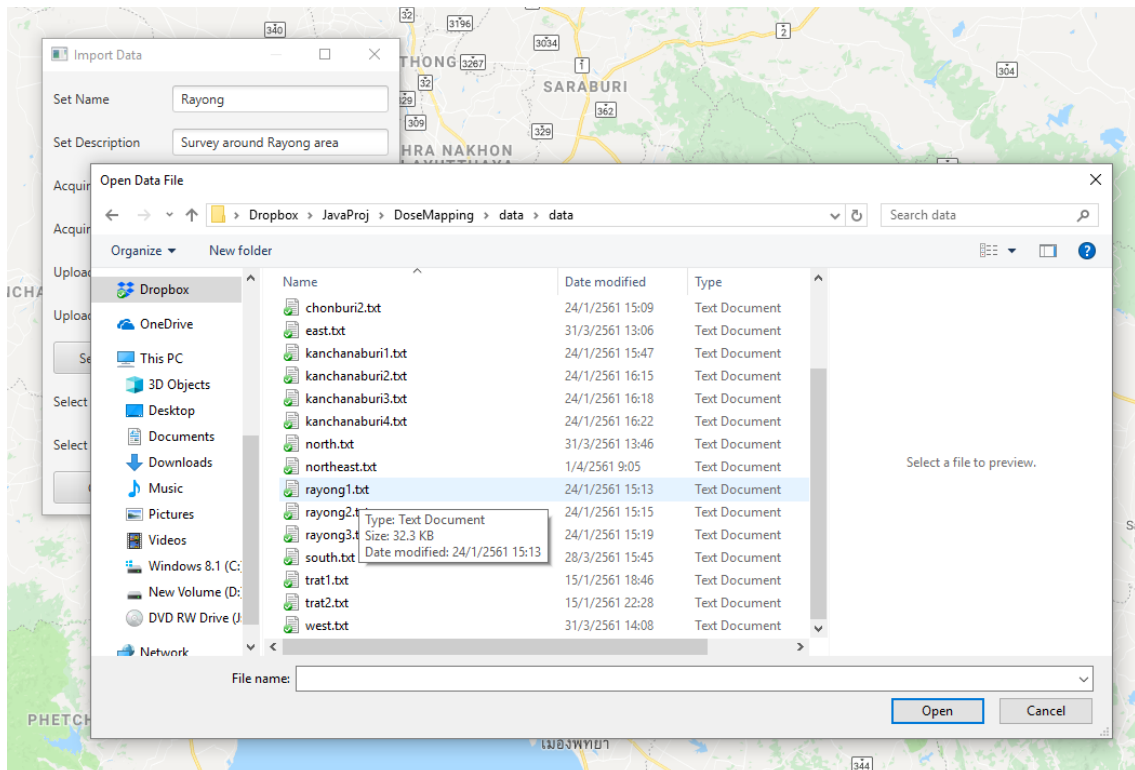 340
32
3196
2
3034
Import Data
THONG
3267
1
304
32
SARABURI
Set Name
Rayong
329
362
309
329
Set Description
Survey around Rayong area
HRA NAKHON
Open Data File
Acquir
Dropbox > JavaProj > DoseMapping > data > data
Search data
Acquir
Organize
New folder
Upload
Name
Date modified
Type
Dropbox
chonburi2.txt
24/1/2561 15:09
Text Document
Upload
OneDrive
east.txt
31/3/2561 13:06
Text Document
Se
This PC
kanchanaburi1.txt
24/1/2561 15:47
Text Document
3D Objects
kanchanaburi2.txt
24/1/2561 16:15
Text Document
Select
Desktop
kanchanaburi3.txt
24/1/2561 16:18
Text Document
Documents
kanchanaburi4.txt
24/1/2561 16:22
Text Document
Select
north.txt
31/3/2561 13:46
Text Document
Downloads
northeast.txt
1/4/2561 9:05
Text Document
Select a file to preview.
Music
rayong1.txt
24/1/2561 15:13
Text Document
Pictures
rayong2.t
24/1/2561 15:15
Text Document
Type: Text Document
Videos
rayong3.t
24/1/2561 15:19
Text Document
Size: 32.3 KB
Date modified: 24/1/2561 15:13
Windows 8.1 (C:
south.txt
28/3/2561 15:45
Text Document
trat1.txt
15/1/2561 18:46
Text Document
New Volume (D:
trat2.txt
15/1/2561 22:28
Text Document
DVD RW Drive (J:
west.txt
31/3/2561 14:08
Text Document
Network
File name:
Open
Cancel
PHETCH
เมืองพัทยา
344